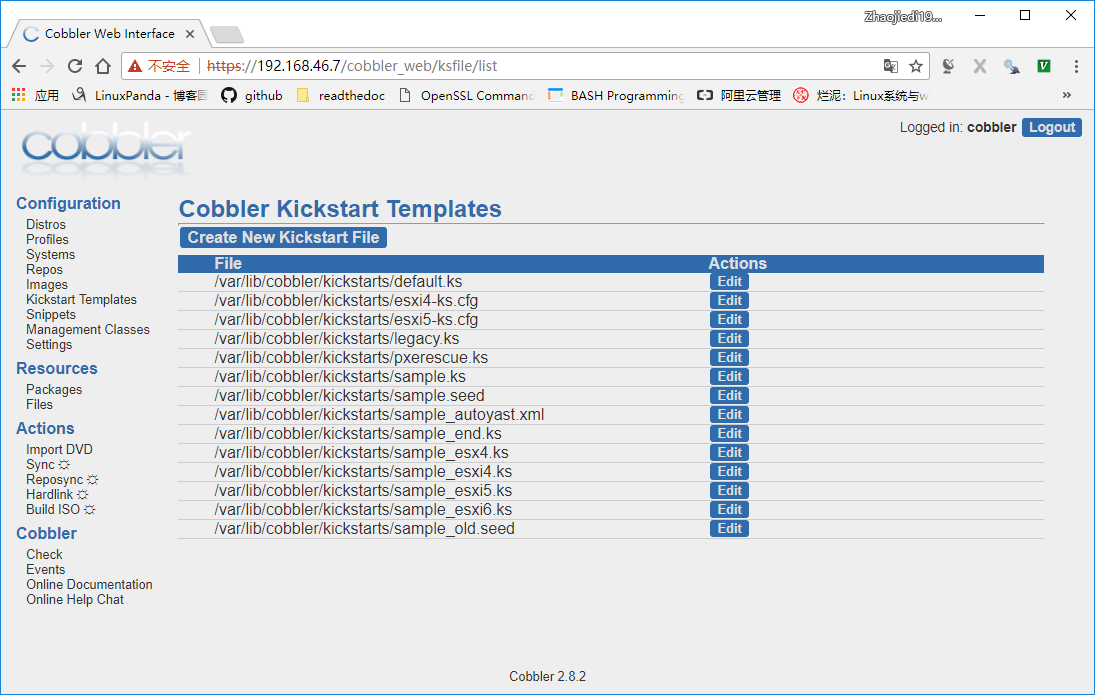 Zhaojiedi19...
Cobbler Web Interface
不安全 https://192.168.46.7/cobbler_web/ksfile/list
应用 LinuxPanda - 博客园 github readthedoc OpenSSL Comman BASH Programming 阿里云管理 烂泥：Linux系统与w »
cobbler
Logged in: cobbler Logout
Configuration
Distros
Profiles
Systems
Repos
Images
Kickstart Templates
Snippets
Management Classes
Settings
Resources
Packages
Files
Actions
Import DVD
Sync
Reposync
Hardlink
Build ISO
Cobbler
Check
Events
Online Documentation
Online Help Chat
Cobbler Kickstart Templates
Create New Kickstart File
File Actions
/var/lib/cobbler/kickstarts/default.ks Edit
/var/lib/cobbler/kickstarts/esxi4-ks.cfg Edit
/var/lib/cobbler/kickstarts/esxi5-ks.cfg Edit
/var/lib/cobbler/kickstarts/legacy.ks Edit
/var/lib/cobbler/kickstarts/pxerescue.ks Edit
/var/lib/cobbler/kickstarts/sample.ks Edit
/var/lib/cobbler/kickstarts/sample.seed Edit
/var/lib/cobbler/kickstarts/sample_autoyast.xml Edit
/var/lib/cobbler/kickstarts/sample_end.ks Edit
/var/lib/cobbler/kickstarts/sample_esx4.ks Edit
/var/lib/cobbler/kickstarts/sample_esxi4.ks Edit
/var/lib/cobbler/kickstarts/sample_esxi5.ks Edit
/var/lib/cobbler/kickstarts/sample_esxi6.ks Edit
/var/lib/cobbler/kickstarts/sample_old.seed Edit
Cobbler 2.8.2